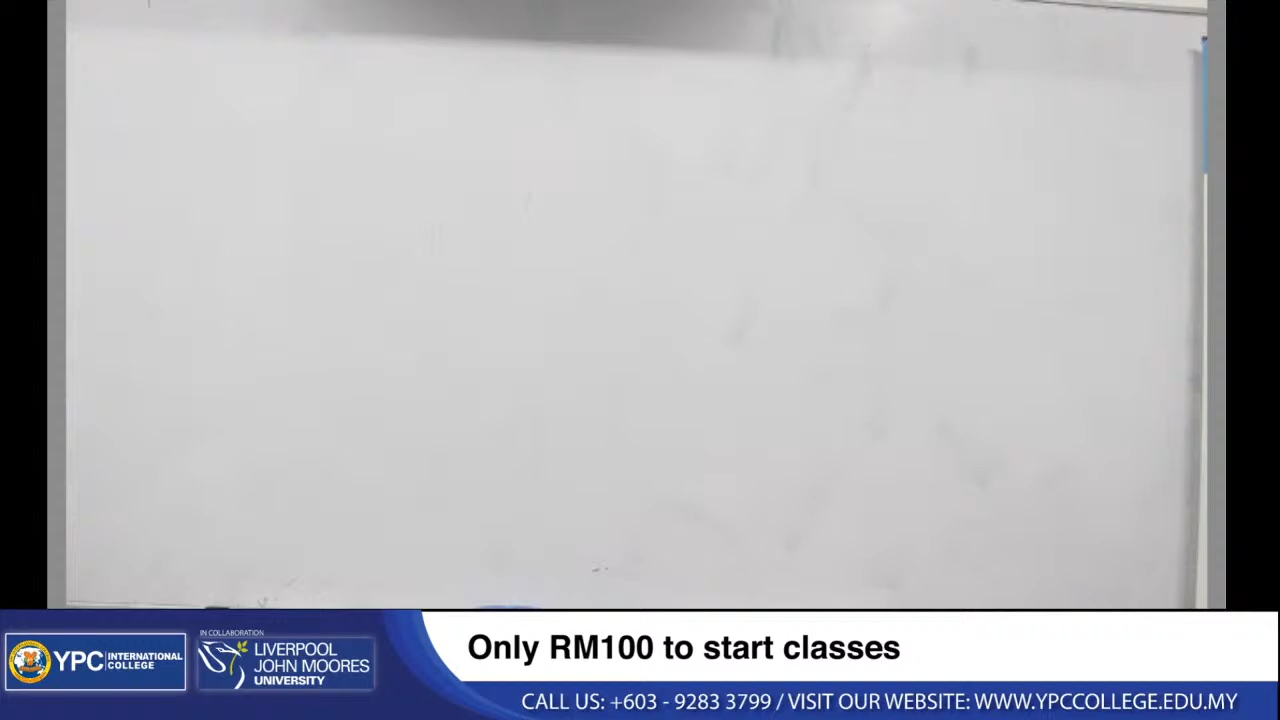 Only RM100 to start classes
YPC INTERNATIONAL
COLLEGE
IN COLLABORATION
LIVERPOOL
JOHN MOORES
UNIVERSITY
CALL US: +603 - 9283 3799 / VISIT OUR WEBSITE: WWW.YPCCOLLEGE.EDU.MY